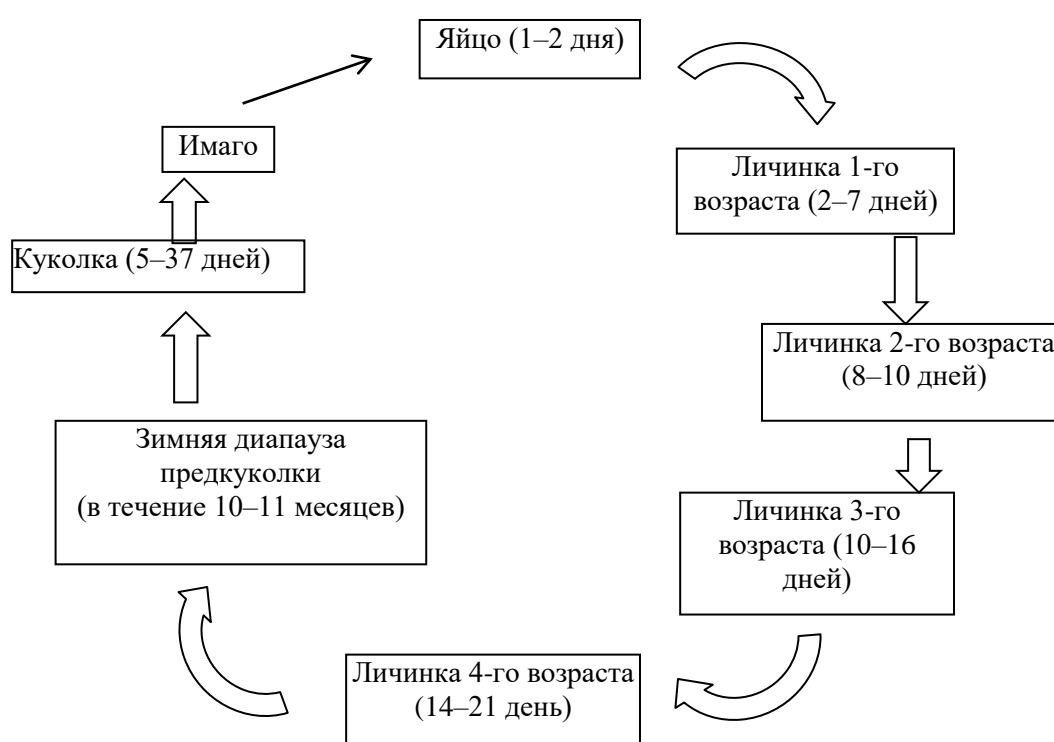 Яйцо (1–2 дня)
Личинка 1-го
возраста (2–7 дней)
Личинка 2-го возраста
(8–10 дней)
Личинка 3-го
возраста (10–16
дней)
Личинка 4-го возраста
(14–21 день)
Зимняя диапауза
предкуколки
(в течение 10–11 месяцев)
Куколка (5–37 дней)
Имаго